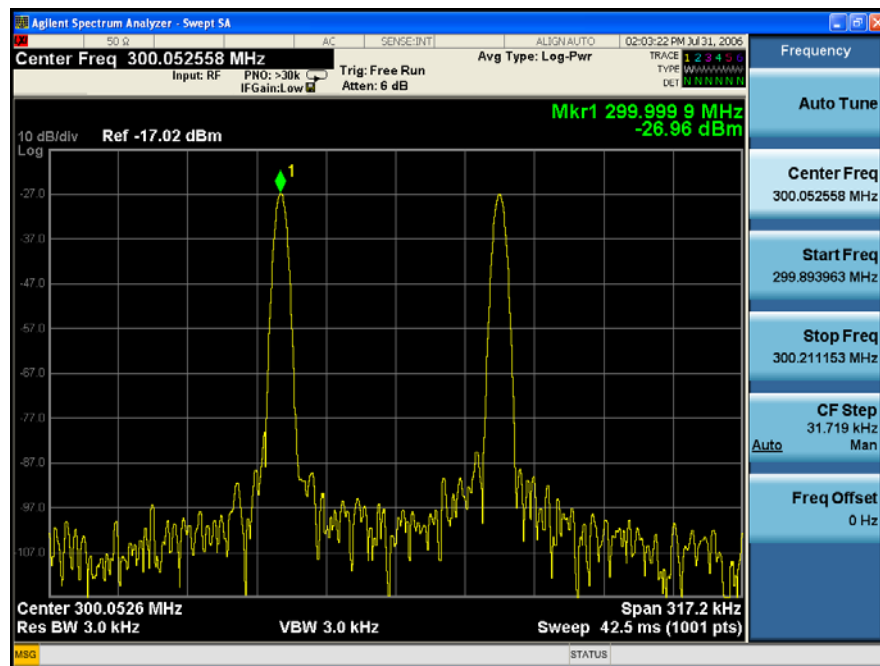 Agilent Spectrum Analyzer - Swept SA
50 Ω AC SENSE:INT ALIGN AUTO 02:03:22 PM Jul 31, 2006
Center Freq 300.052558 MHz
Input: RF PNO: >30k
IFGain:Low
Trig: Free Run
Atten: 6 dB
Avg Type: Log-Pwr
TRACE 1 2 3 4 5 6
TYPE WWWWWW
DET N N N N N N
Mkr1 299.999 9 MHz
-26.96 dBm
10 dB/div Ref -17.02 dBm
Log
1
-27.0
-37.0
-47.0
-57.0
-67.0
-77.0
-87.0
-97.0
-107.0
Center 300.0526 MHz Span 317.2 kHz
Res BW 3.0 kHz VBW 3.0 kHz Sweep 42.5 ms (1001 pts)
MSG STATUS
Frequency
Auto Tune
Center Freq
300.052558 MHz
Start Freq
299.893963 MHz
Stop Freq
300.211153 MHz
CF Step
31.719 kHz
Auto Man
Freq Offset
0 Hz